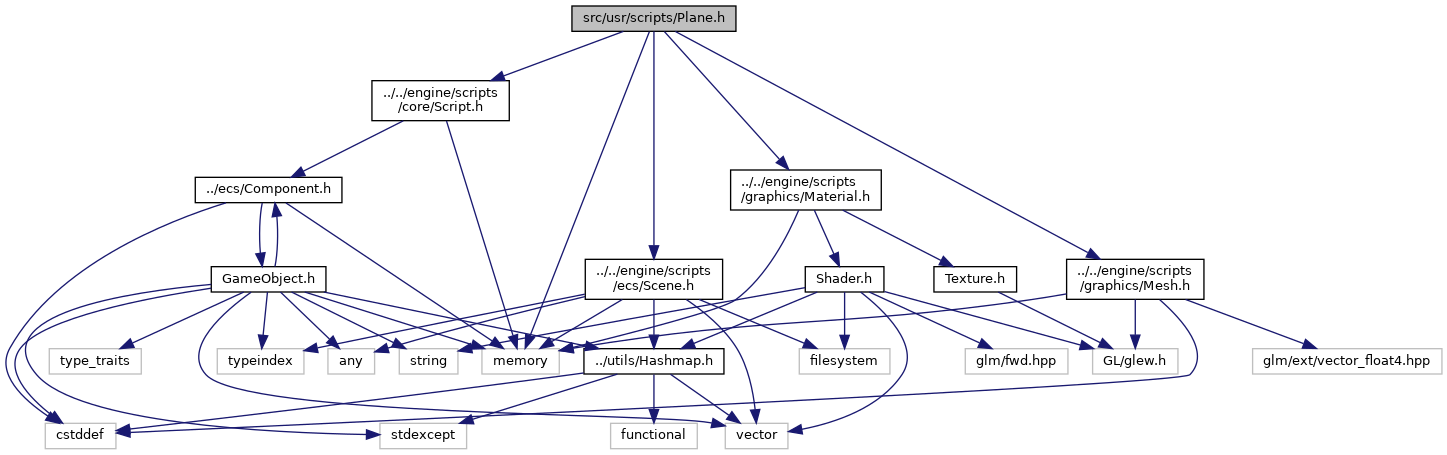 src/usr/scripts/Plane.h
../../engine/scripts
/core/Script.h
../ecs/Component.h
../../engine/scripts
/graphics/Material.h
GameObject.h
../../engine/scripts
/ecs/Scene.h
Shader.h
Texture.h
../../engine/scripts
/graphics/Mesh.h
type_traits
typeindex
any
string
memory
../utils/Hashmap.h
filesystem
glm/fwd.hpp
GL/glew.h
glm/ext/vector_float4.hpp
cstddef
stdexcept
functional
vector